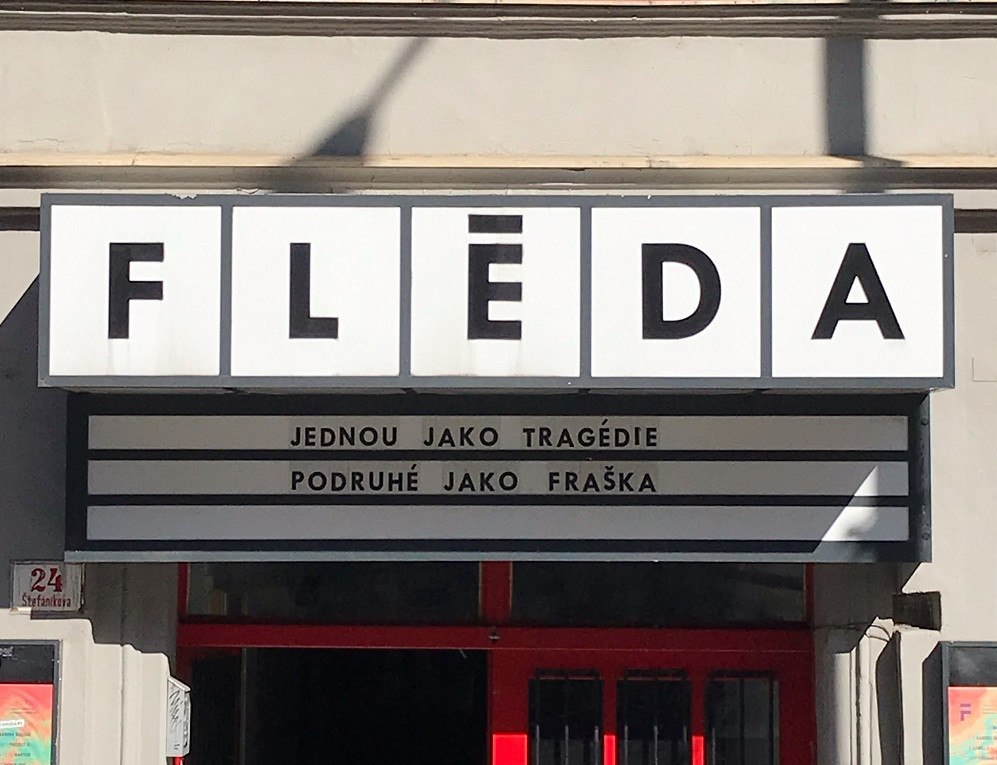 FLĒDA
JEDNOU JAKO TRAGÉDIE
PODRUHÉ JAKO FRAŠKA
24
Štefánikova
F